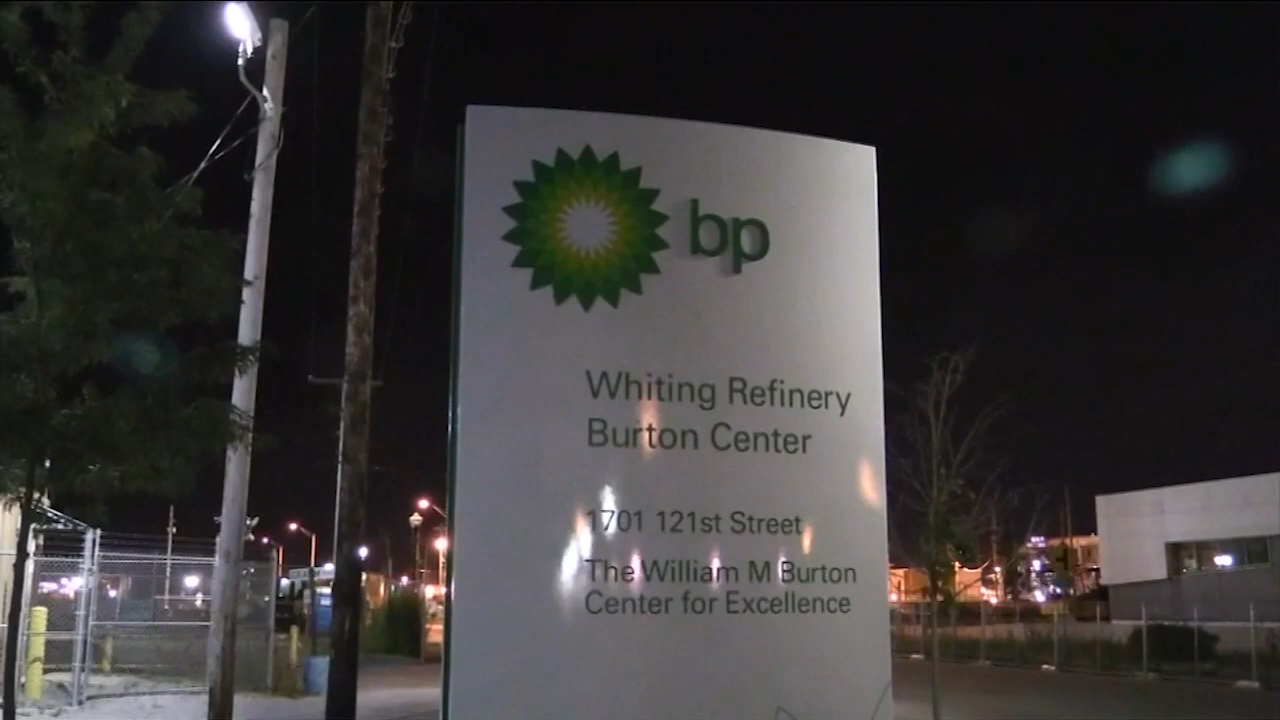 bp
Whiting Refinery
Burton Center
1701 121st Street
The William M Burton
Center for Excellence